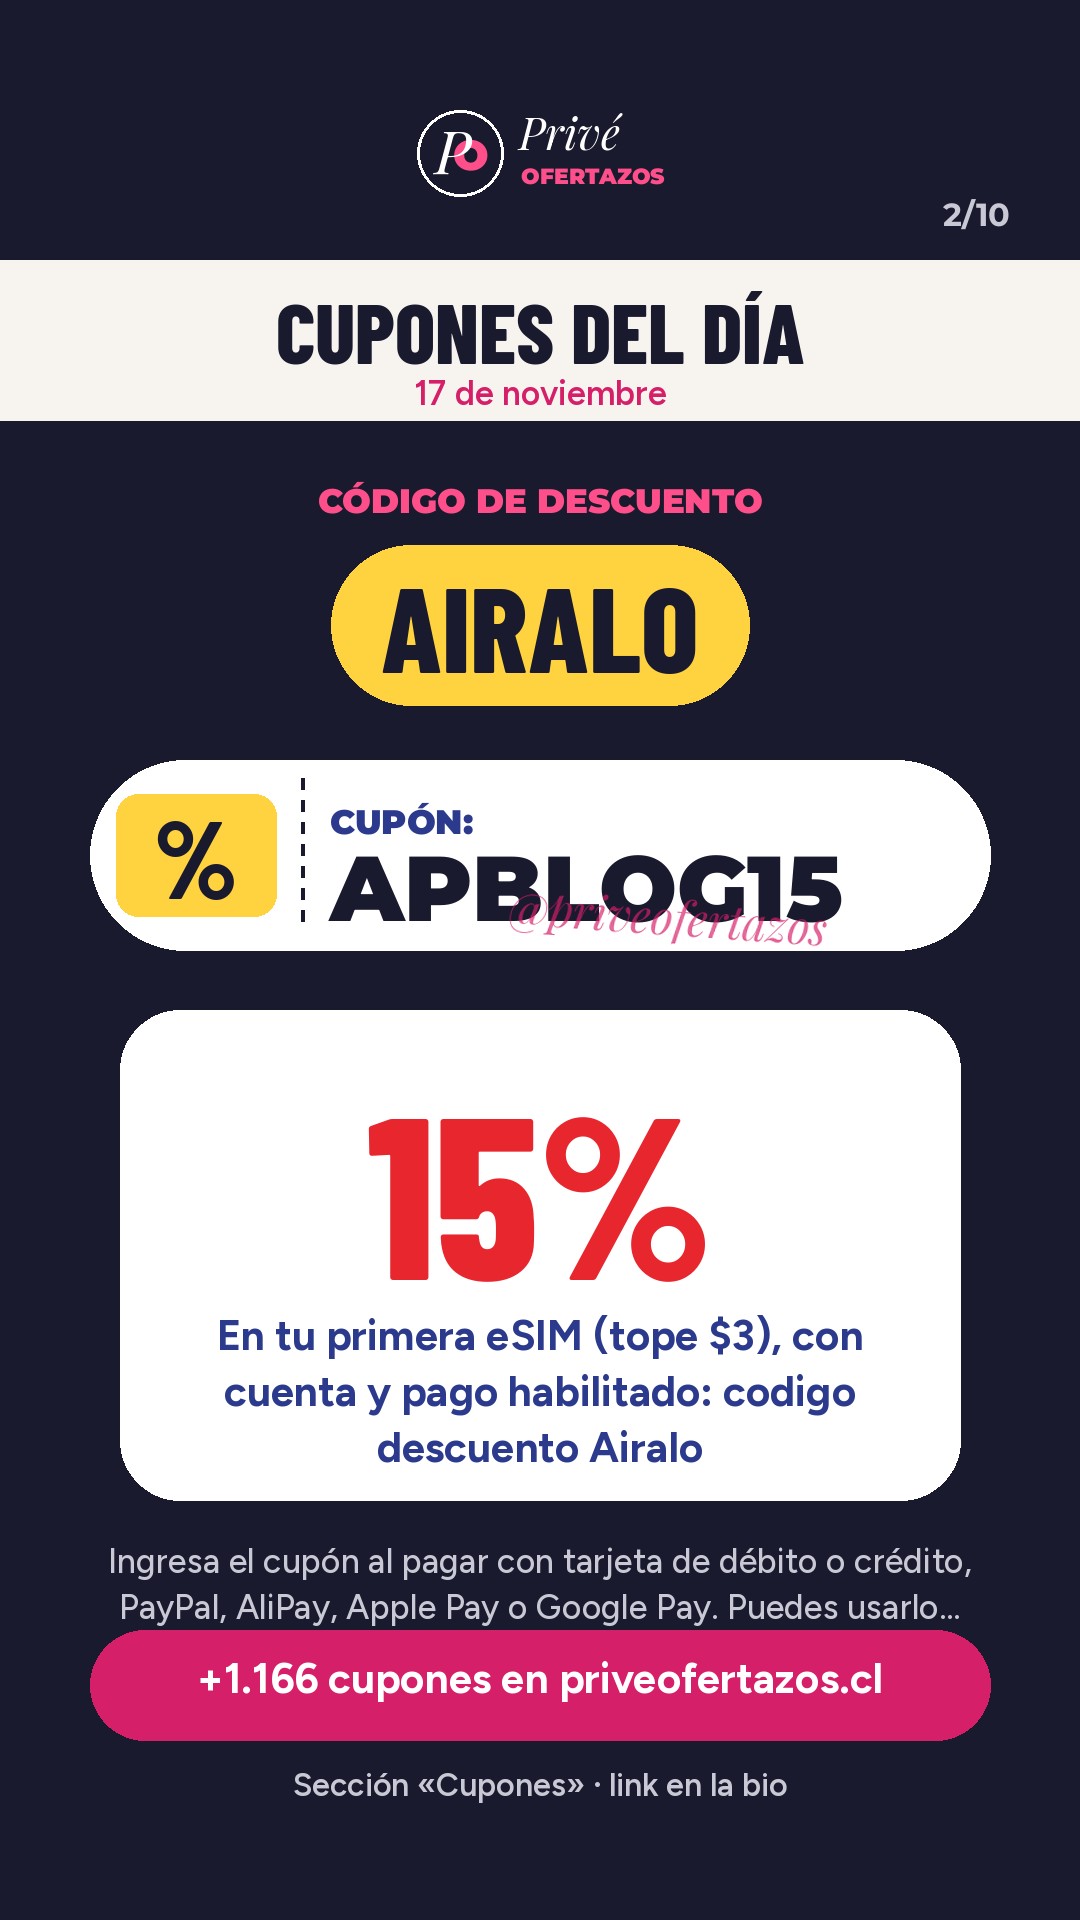 Po
Privé
OFERTAZOS
2/10
CUPONES DEL DÍA
17 de noviembre
CÓDIGO DE DESCUENTO
AIRALO
%
CUPÓN:
APBLOG15
@priveofertazos
15%
En tu primera eSIM (tope $3), con
cuenta y pago habilitado: codigo
descuento Airalo
Ingresa el cupón al pagar con tarjeta de débito o crédito,
PayPal, AliPay, Apple Pay o Google Pay. Puedes usarlo...
+1.166 cupones en priveofertazos.cl
Sección «Cupones» · link en la bio